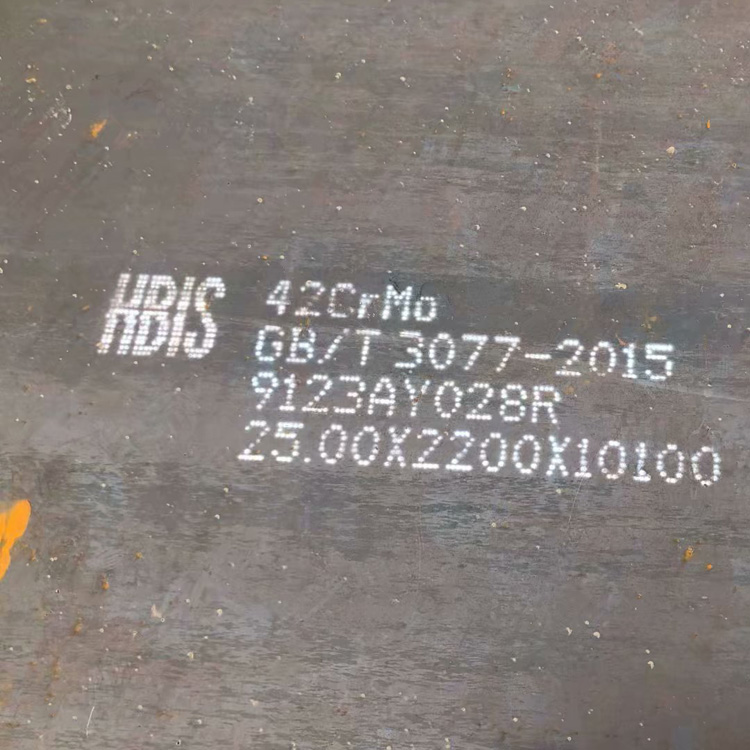 HBIS
42CrMo
GB/T 3077-2015
9123AY028R
25.00X2200X10100